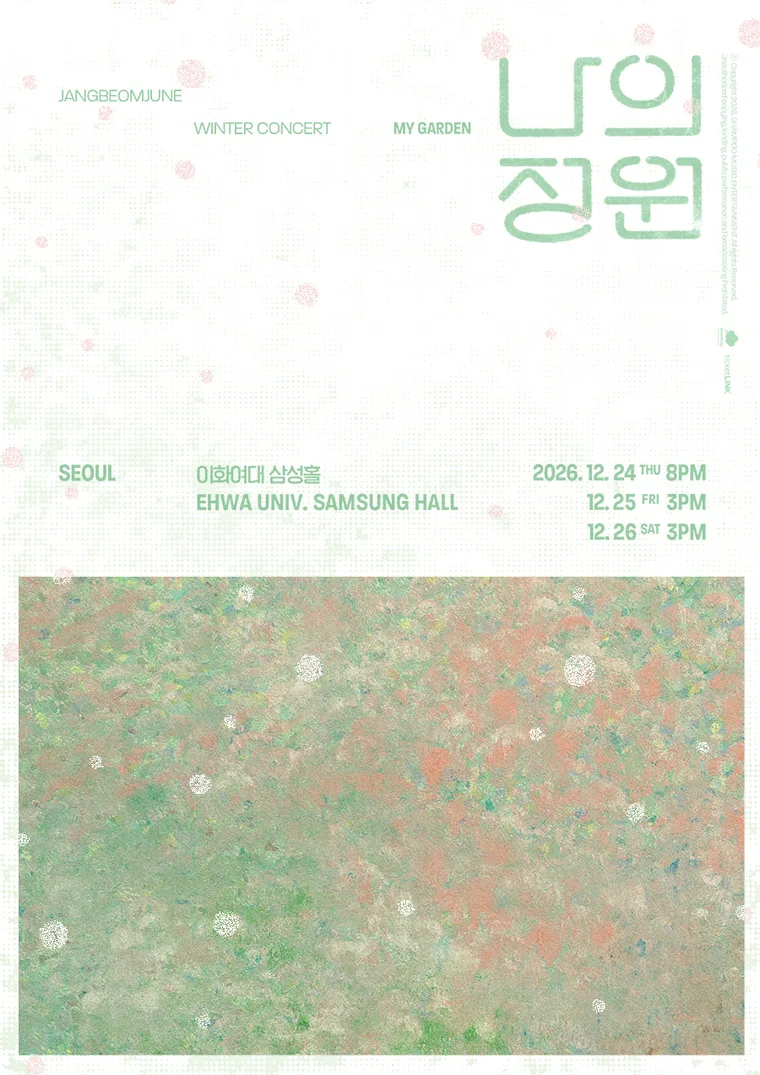 JANGBEOMJUNE
WINTER CONCERT
MY GARDEN
나의
정원
SEOUL
이화여대 삼성홀
EHWA UNIV. SAMSUNG HALL
2026. 12. 24 THU 8PM
12. 25 FRI 3PM
12. 26 SAT 3PM
ticketLINK